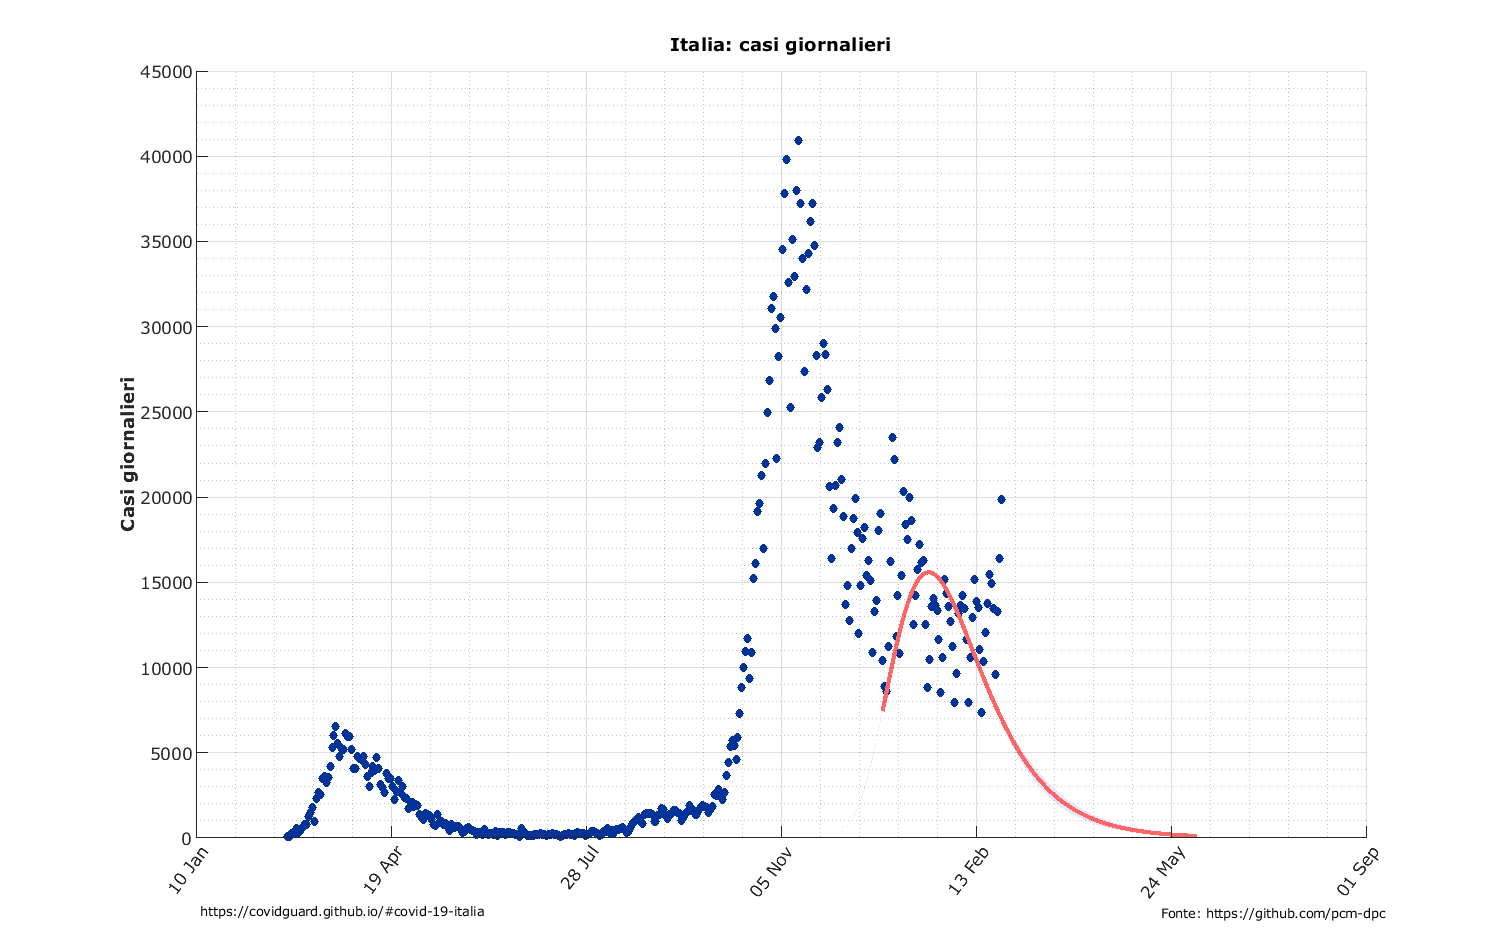 Italia: casi giornalieri
Casi giornalieri
45000
40000
35000
30000
25000
20000
15000
10000
5000
0
10 Jan
19 Apr
28 Jul
05 Nov
13 Feb
24 May
01 Sep
https://covidguard.github.io/#covid-19-italia
Fonte: https://github.com/pcm-dpc